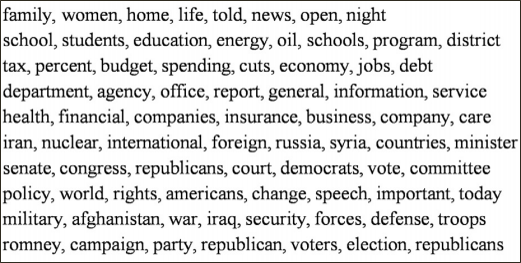 family, women, home, life, told, news, open, night
school, students, education, energy, oil, schools, program, district
tax, percent, budget, spending, cuts, economy, jobs, debt
department, agency, office, report, general, information, service
health, financial, companies, insurance, business, company, care
iran, nuclear, international, foreign, russia, syria, countries, minister
senate, congress, republicans, court, democrats, vote, committee
policy, world, rights, americans, change, speech, important, today
military, afghanistan, war, iraq, security, forces, defense, troops
romney, campaign, party, republican, voters, election, republicans